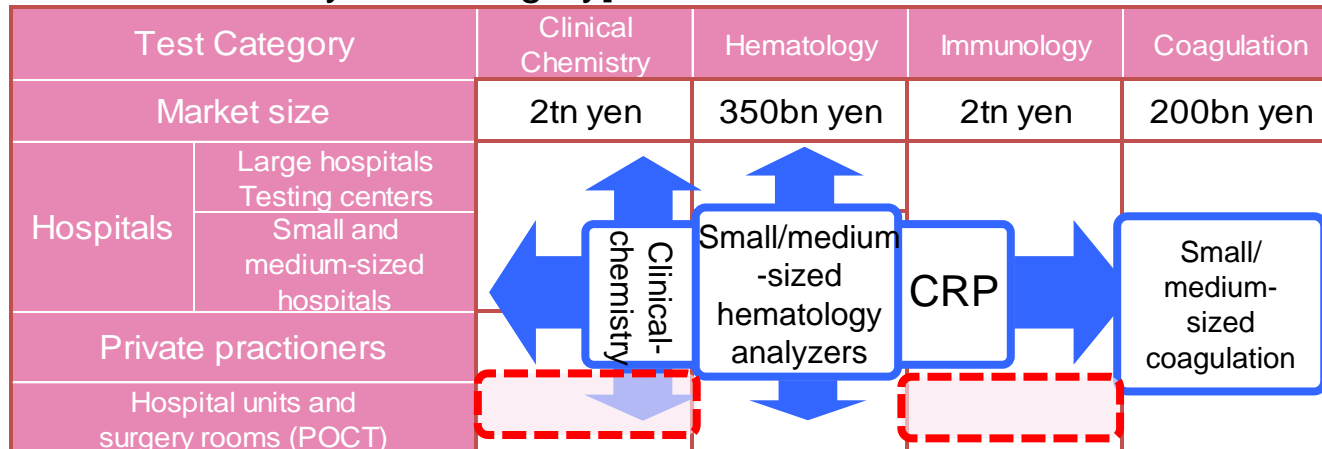 Test Category
Clinical
Chemistry
Hematology
Immunology
Coagulation
Market size
2tn yen
350bn yen
2tn yen
200bn yen
Hospitals
Large hospitals
Testing centers
Small and
medium-sized
hospitals
Clinical-
chemistry
Small/medium
-sized
hematology
analyzers
CRP
Small/
medium-
sized
coagulation
Private practioners
Hospital units and
surgery rooms (POCT)